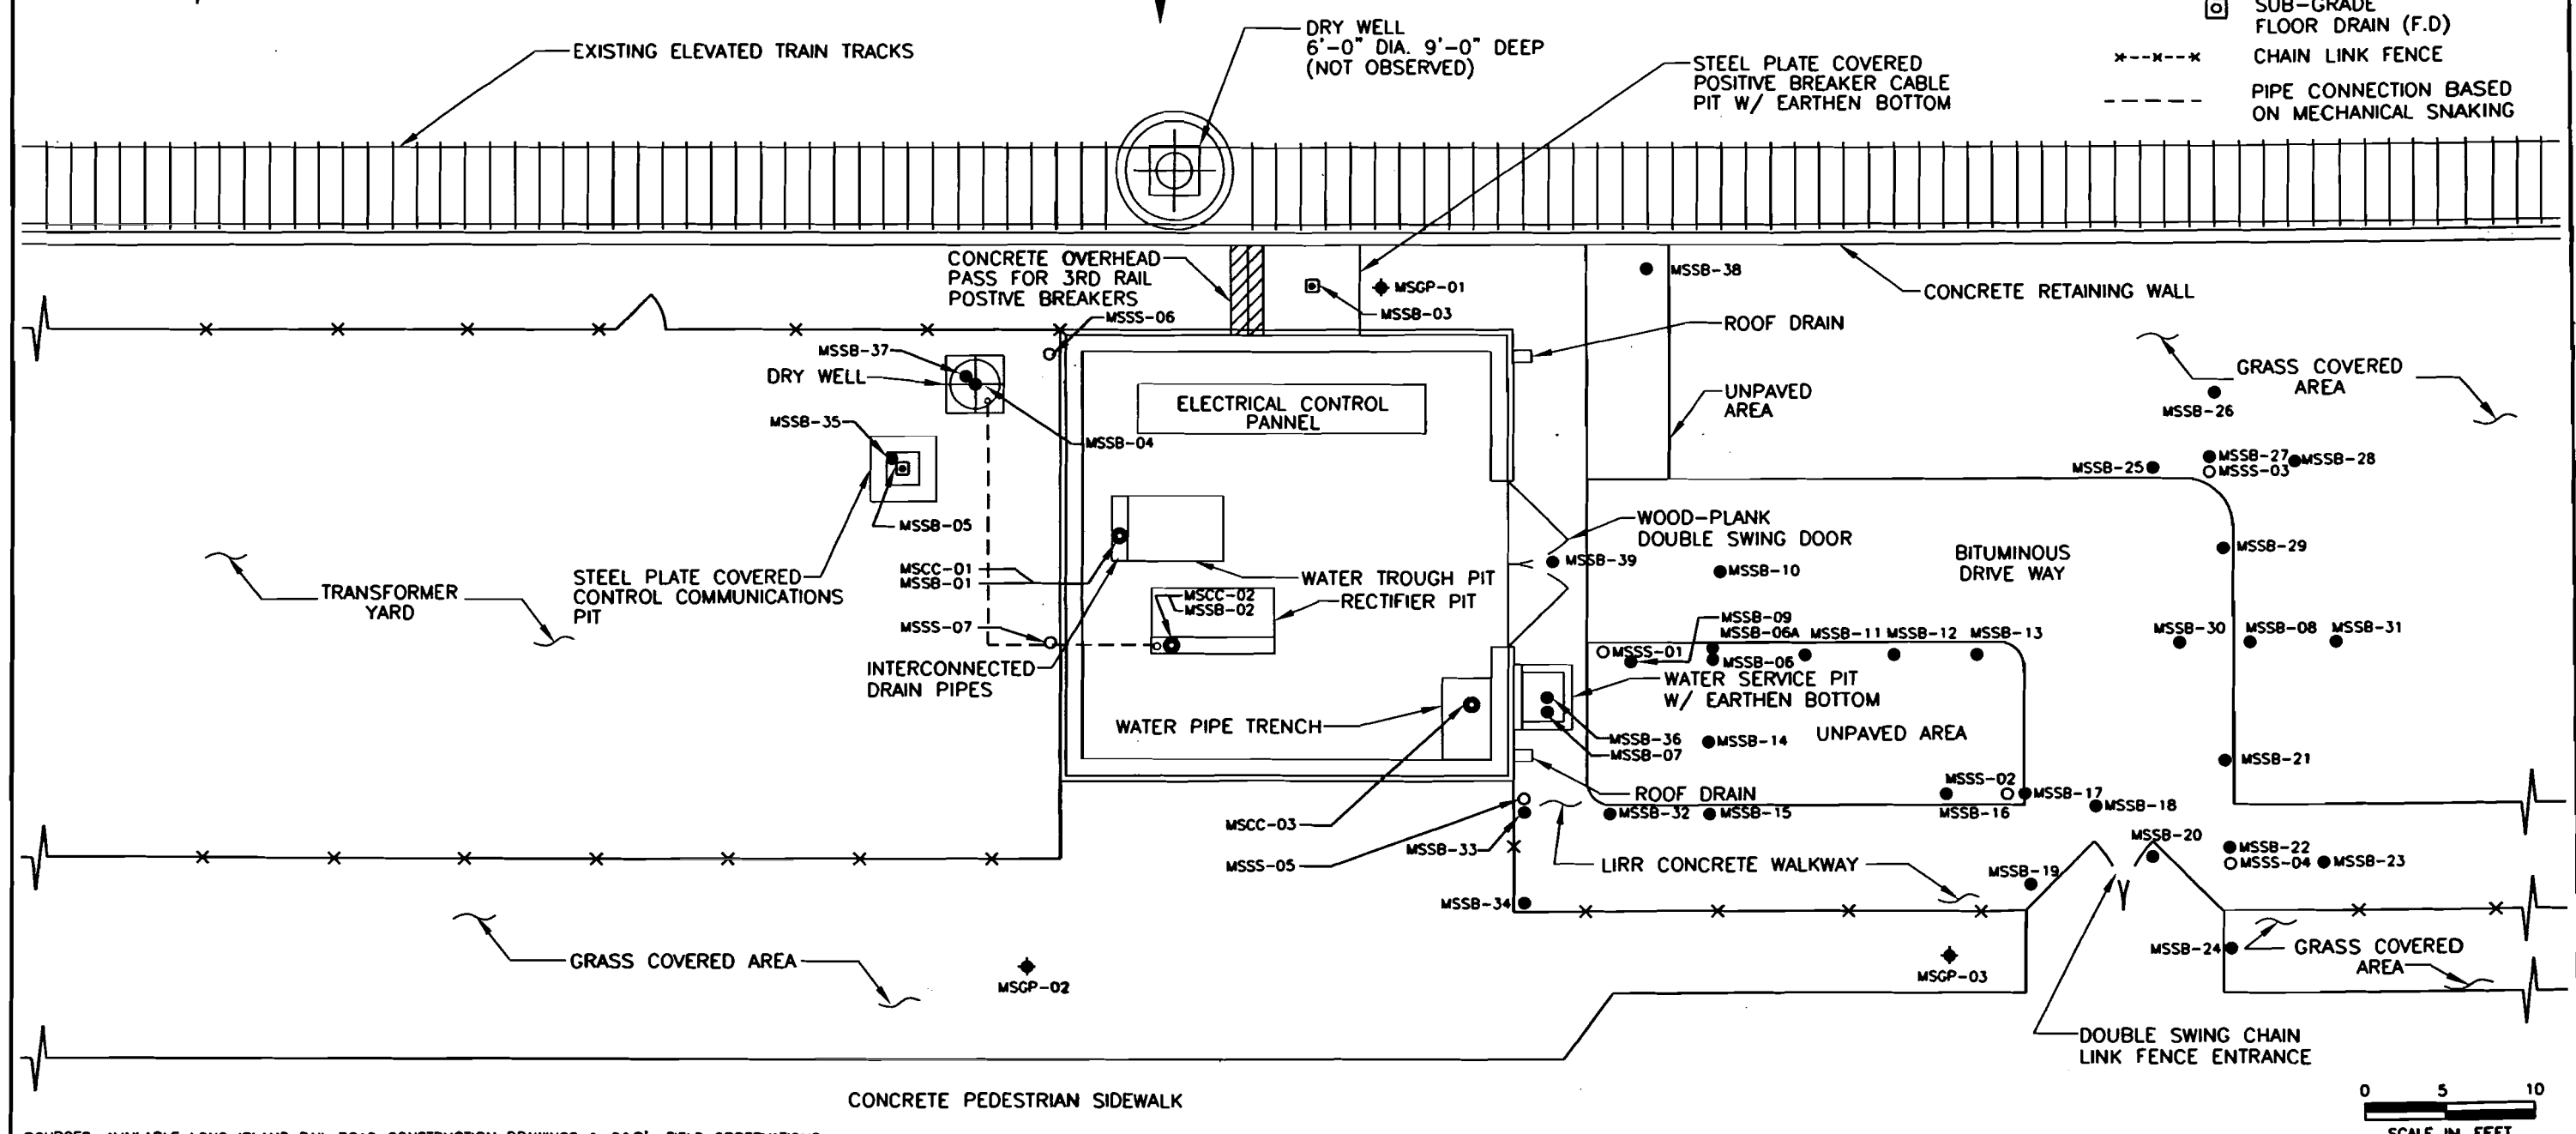 SUB-GRADE
FLOOR DRAIN (F.D)
CHAIN LINK FENCE
PIPE CONNECTION BASED
ON MECHANICAL SNAKING
EXISTING ELEVATED TRAIN TRACKS
DRY WELL
6'-0" DIA. 9'-0" DEEP
(NOT OBSERVED)
STEEL PLATE COVERED
POSITIVE BREAKER CABLE
PIT W/ EARTHEN BOTTOM
CONCRETE OVERHEAD
PASS FOR 3RD RAIL
POSTIVE BREAKERS
MSGP-01
MSSB-03
MSSB-38
CONCRETE RETAINING WALL
MSSS-06
ROOF DRAIN
MSSB-37
DRY WELL
MSSB-35
MSSB-04
MSSB-05
ELECTRICAL CONTROL
PANNEL
UNPAVED
AREA
GRASS COVERED
AREA
MSSB-26
MSSB-25
MSSB-27
MSSS-03
MSSB-28
WOOD-PLANK
DOUBLE SWING DOOR
MSSB-39
MSSB-10
BITUMINOUS
DRIVE WAY
MSSB-29
TRANSFORMER
YARD
STEEL PLATE COVERED
CONTROL COMMUNICATIONS
PIT
MSCC-01
MSSB-01
WATER TROUGH PIT
MSCC-02
MSSB-02
RECTIFIER PIT
MSSS-07
INTERCONNECTED
DRAIN PIPES
MSSB-09
MSSB-06A
MSSB-11
MSSB-12
MSSB-13
MSSS-01
MSSB-06
MSSB-30
MSSB-08
MSSB-31
WATER SERVICE PIT
W/ EARTHEN BOTTOM
WATER PIPE TRENCH
MSSB-36
MSSB-07
MSSB-14
UNPAVED AREA
MSSB-21
ROOF DRAIN
MSSS-02
MSSB-17
MSSB-16
MSSB-18
MSSB-32
MSSB-15
MSCC-03
MSSS-05
MSSB-33
LIRR CONCRETE WALKWAY
MSSB-20
MSSB-22
MSSS-04
MSSB-23
MSSB-19
MSSB-34
GRASS COVERED AREA
MSGP-02
MSGP-03
MSSB-24
GRASS COVERED
AREA
DOUBLE SWING CHAIN
LINK FENCE ENTRANCE
CONCRETE PEDESTRIAN SIDEWALK
0 5 10
SCALE IN FEET